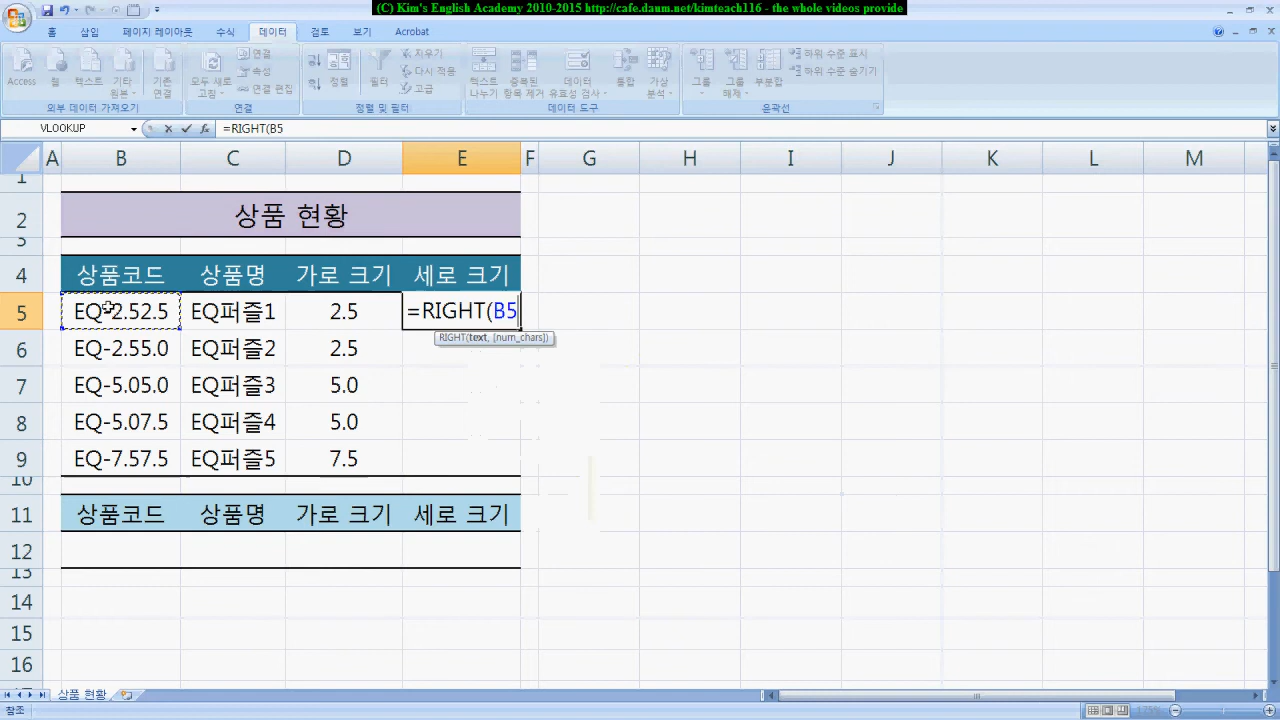 (C) Kim's English Academy 2010-2015 http://cafe.daum.net/kimteach116 - the whole videos provide
홈 삽입 페이지 레이아웃 수식 데이터 검토 보기 Acrobat
Access 웹 텍스트 기타 원본 기존 연결
모두 새로 고침 연결 속성 연결 편집
정렬 필터 지우기 다시 적용 고급
텍스트 나누기 중복된 항목 제거 데이터 유효성 검사 통합 가상 분석
그룹 그룹 해제 부분합 하위 수준 표시 하위 수준 숨기기
외부 데이터 가져오기 연결 정렬 및 필터 데이터 도구 윤곽선
VLOOKUP fx =RIGHT(B5
A B C D E F G H I J K L M
1
2 상품 현황
3
4 상품코드 상품명 가로 크기 세로 크기
5 EQ-2.52.5 EQ퍼즐1 2.5 =RIGHT(B5
RIGHT(text, [num_chars])
6 EQ-2.55.0 EQ퍼즐2 2.5
7 EQ-5.05.0 EQ퍼즐3 5.0
8 EQ-5.07.5 EQ퍼즐4 5.0
9 EQ-7.57.5 EQ퍼즐5 7.5
10
11 상품코드 상품명 가로 크기 세로 크기
12
13
14
15
16
상품 현황
참조 175%